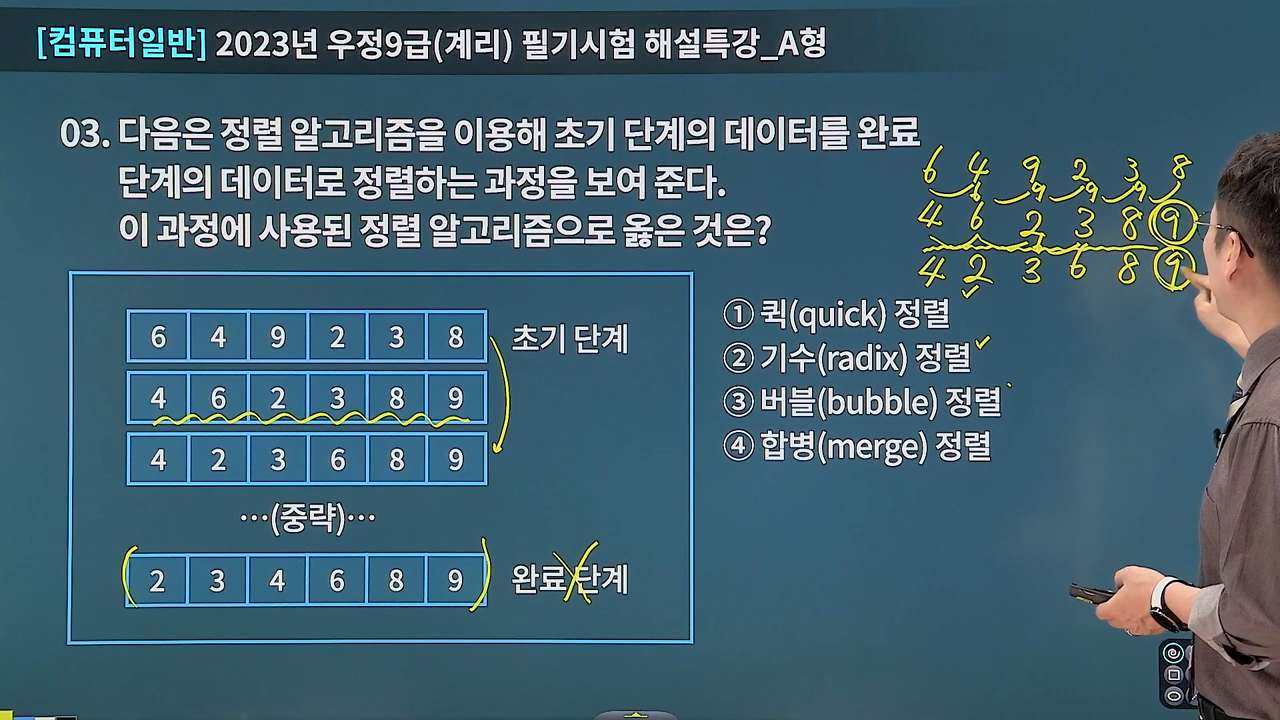 [컴퓨터일반] 2023년 우정9급(계리) 필기시험 해설특강_A형
03. 다음은 정렬 알고리즘을 이용해 초기 단계의 데이터를 완료
단계의 데이터로 정렬하는 과정을 보여 준다.
이 과정에 사용된 정렬 알고리즘으로 옳은 것은?
6 4 9 2 3 8 초기 단계
4 6 2 3 8 9
4 2 3 6 8 9
…(중략)…
2 3 4 6 8 9 완료 단계
6 4 9 2 3 8
6 9 9 9
4 6 2 3 8 9
4 2 3 6 8 9
① 퀵(quick) 정렬
② 기수(radix) 정렬
③ 버블(bubble) 정렬
④ 합병(merge) 정렬